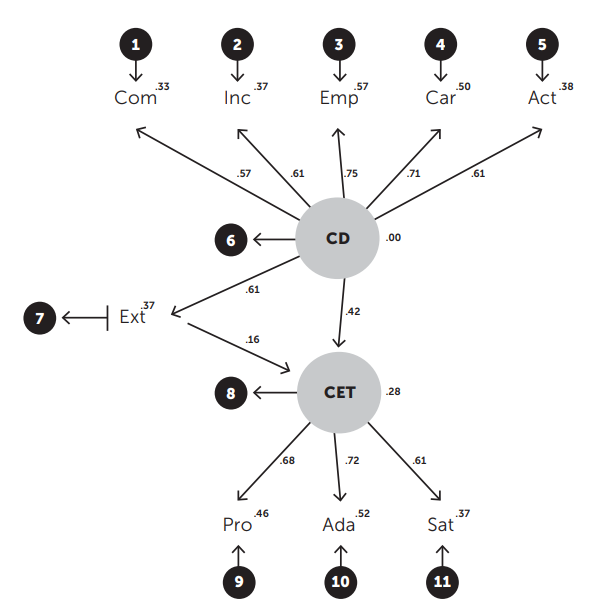 1 2 3 4 5
Com .33 Inc .37 Emp .57 Car .50 Act .38
.57 .61 .75 .71 .61
6 CD .00
.61
7 Ext .37
.42
.16
8 CET .28
.68 .72 .61
Pro .46 Ada .52 Sat .37
9 10 11